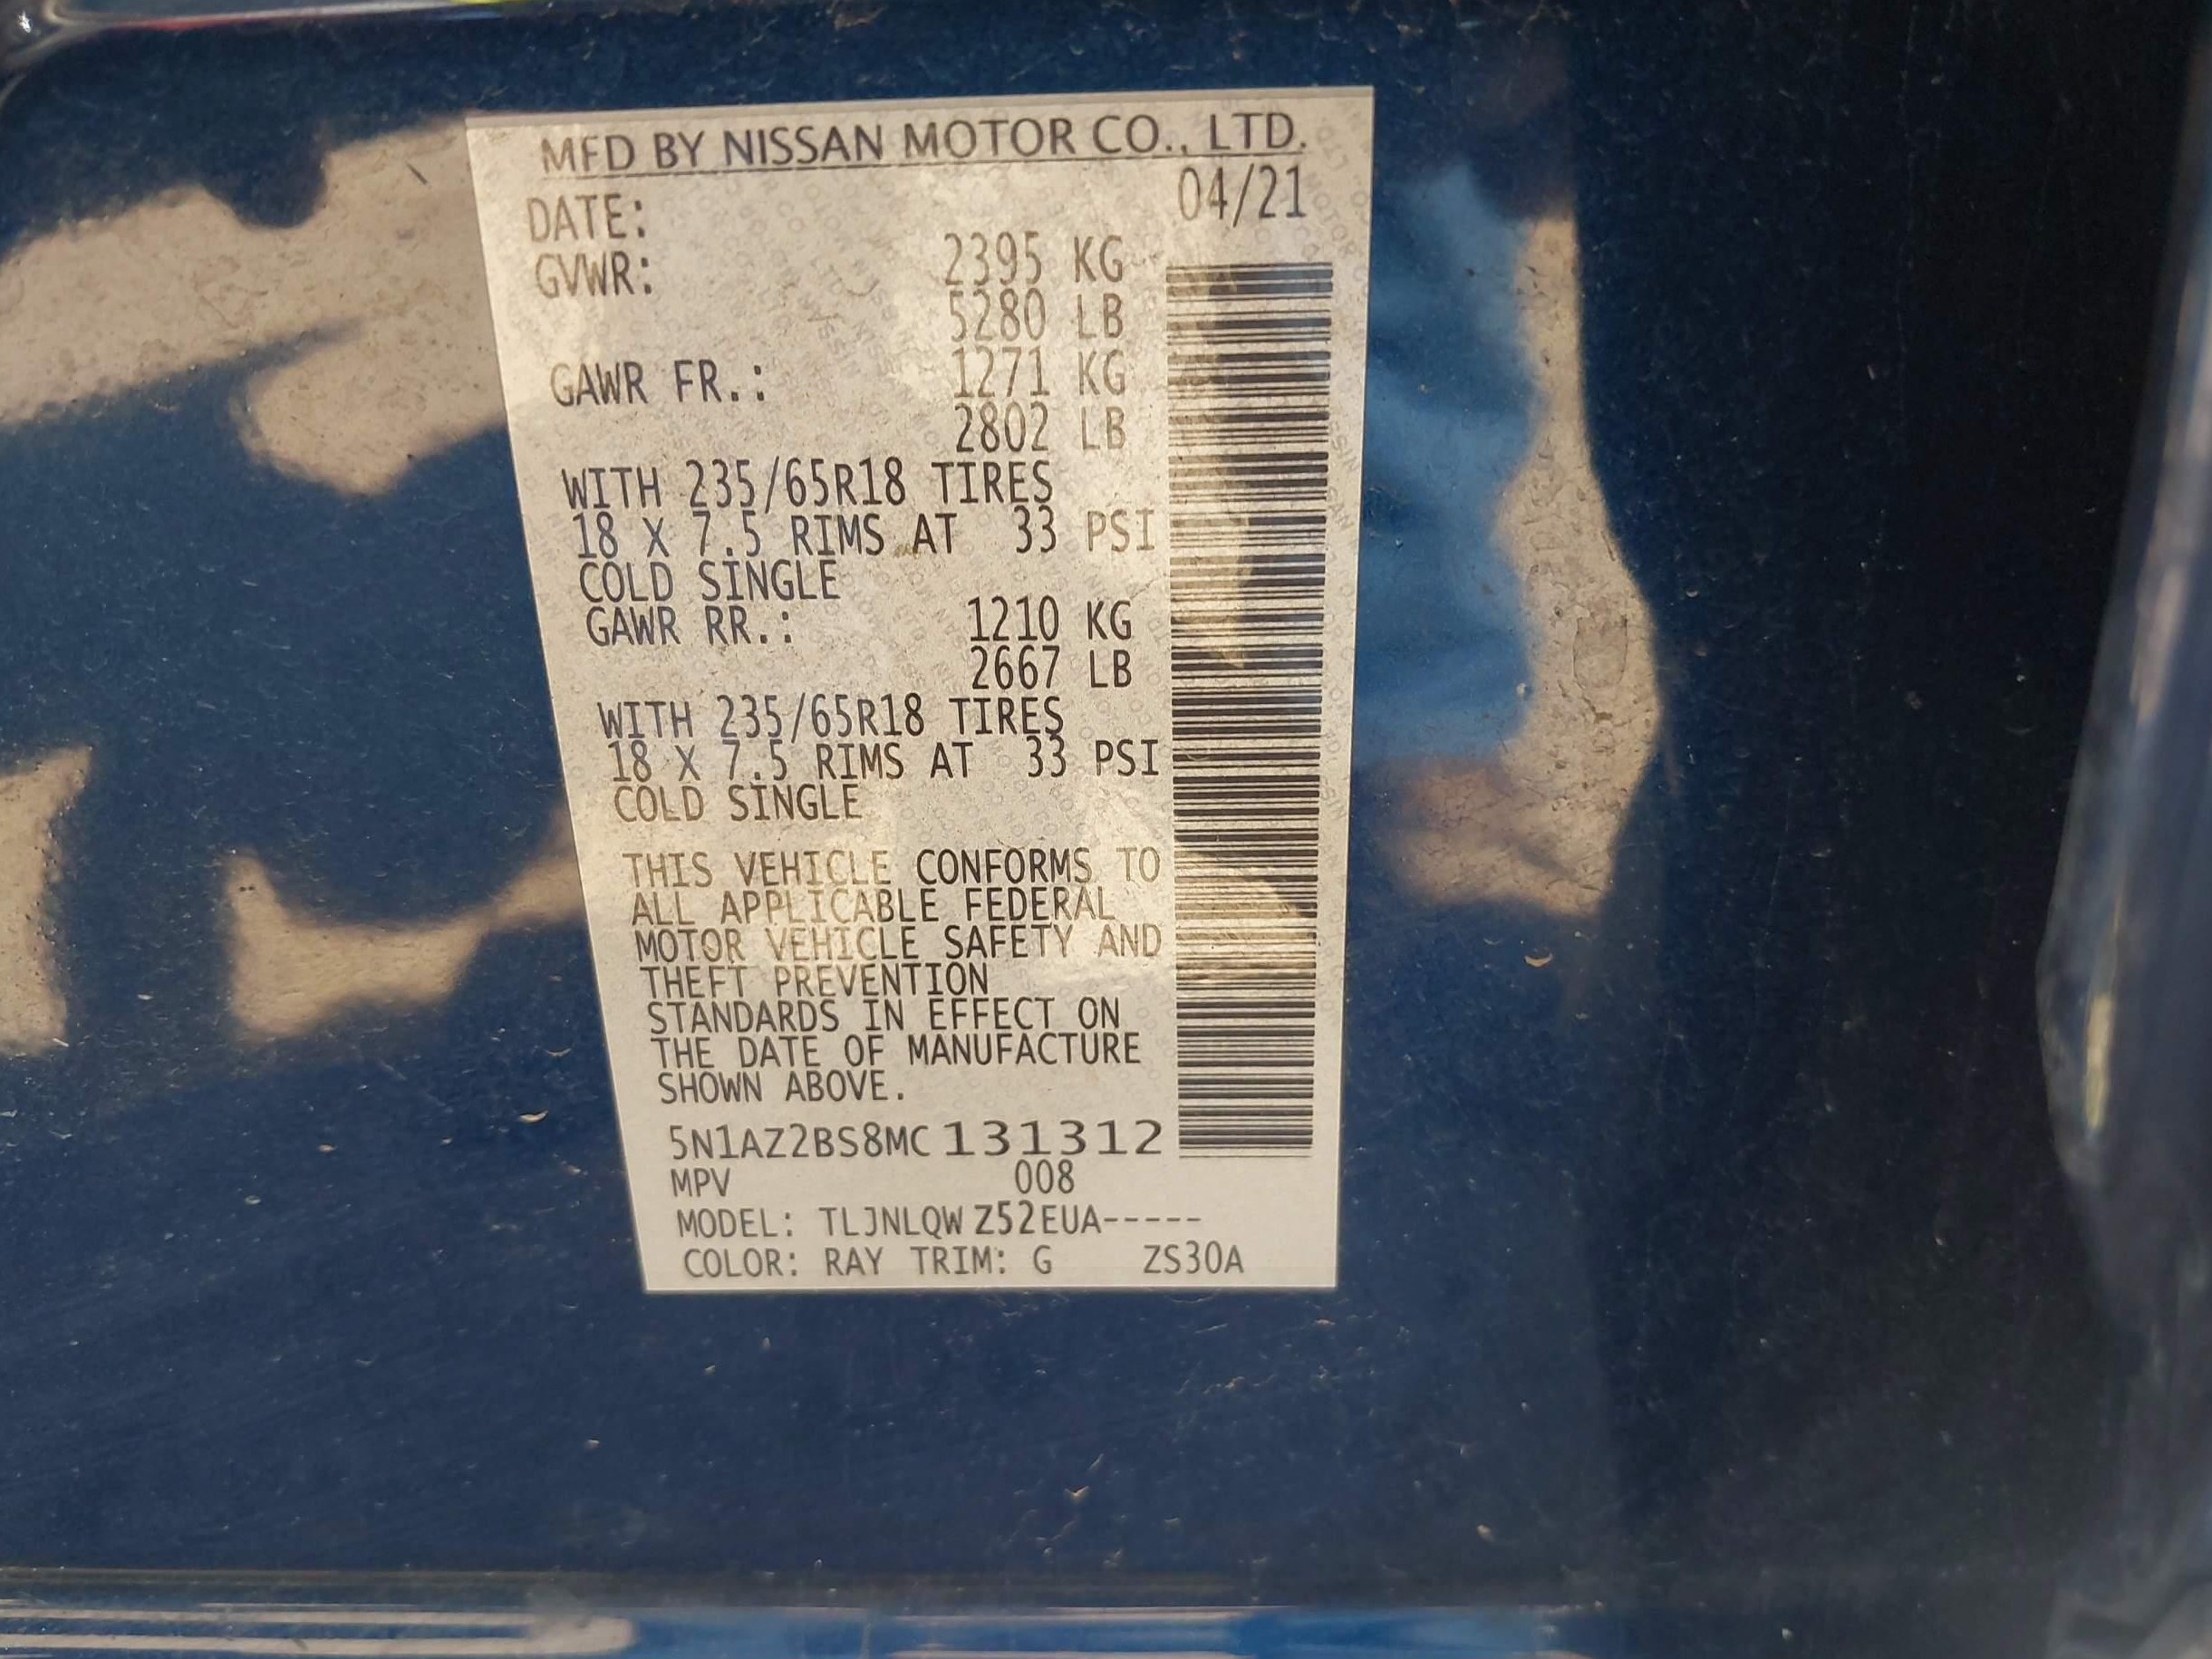 MFD BY NISSAN MOTOR CO., LTD.
DATE: 04/21
GVWR: 2395 KG
5280 LB
GAWR FR.: 1271 KG
2802 LB
WITH 235/65R18 TIRES
18 X 7.5 RIMS AT 33 PSI
COLD SINGLE
GAWR RR.: 1210 KG
2667 LB
WITH 235/65R18 TIRES
18 X 7.5 RIMS AT 33 PSI
COLD SINGLE
THIS VEHICLE CONFORMS TO
ALL APPLICABLE FEDERAL
MOTOR VEHICLE SAFETY AND
THEFT PREVENTION
STANDARDS IN EFFECT ON
THE DATE OF MANUFACTURE
SHOWN ABOVE.
5N1AZ2BS8MC131312
MPV 008
MODEL: TLJNLQW Z52EUA-----
COLOR: RAY TRIM: G ZS30A